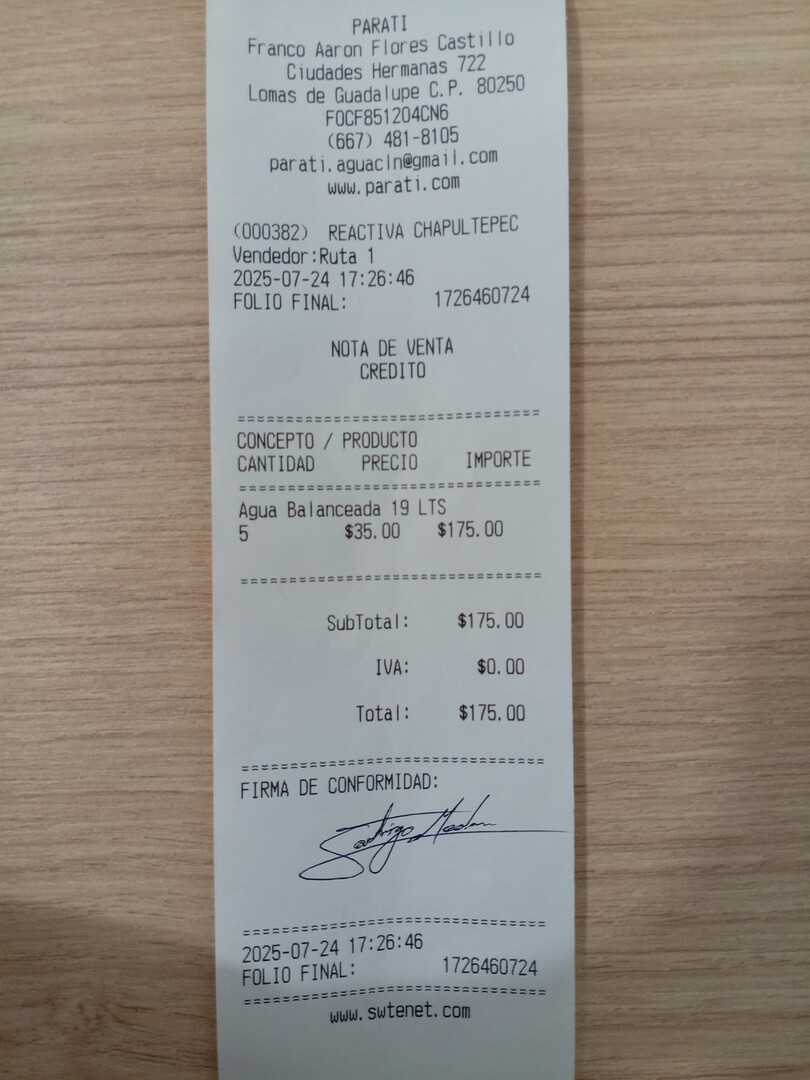 PARATI
Franco Aaron Flores Castillo
Ciudades Hermanas 722
Lomas de Guadalupe C.P. 80250
FOCF851204CN6
(667) 481-8105
parati.aguacln@gmail.com
www.parati.com
(000382) REACTIVA CHAPULTEPEC
Vendedor:Ruta 1
2025-07-24 17:26:46
FOLIO FINAL: 1726460724
NOTA DE VENTA
CREDITO
================================
CONCEPTO / PRODUCTO
CANTIDAD PRECIO IMPORTE
================================
Agua Balanceada 19 LTS
5 $35.00 $175.00
================================
SubTotal: $175.00
IVA: $0.00
Total: $175.00
================================
FIRMA DE CONFORMIDAD:
================================
2025-07-24 17:26:46
FOLIO FINAL: 1726460724
================================
www.swtenet.com